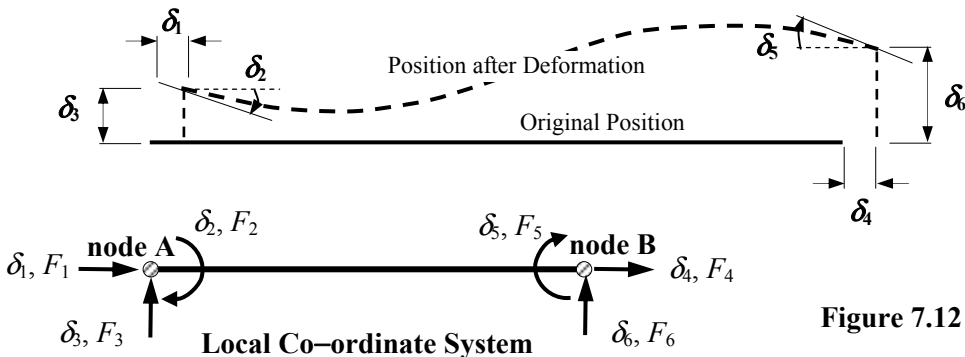 δ1
δ2
δ3
Position after Deformation
Original Position
δ5
δ6
δ4
δ2, F2
node A
δ1, F1
δ3, F3
δ5, F5
node B
δ4, F4
δ6, F6
Local Co–ordinate System
Figure 7.12